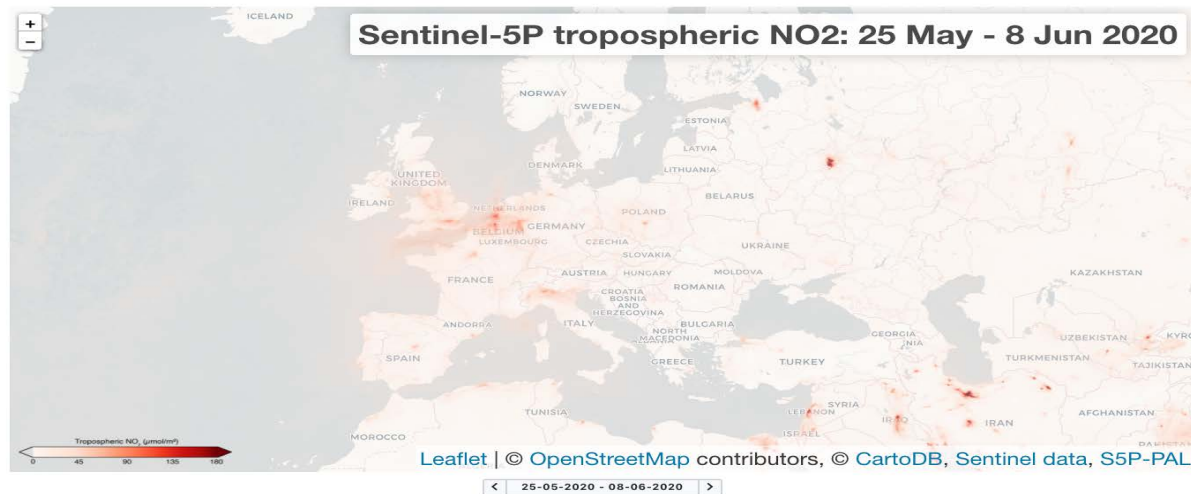 +
−
ICELAND
Sentinel-5P tropospheric NO2: 25 May - 8 Jun 2020
NORWAY
SWEDEN
ESTONIA
LATVIA
DENMARK
LITHUANIA
UNITED
KINGDOM
BELARUS
IRELAND
NETHERLANDS
POLAND
BELGIUM
GERMANY
LUXEMBOURG
CZECHIA
UKRAINE
SLOVAKIA
AUSTRIA
HUNGARY
MOLDOVA
KAZAKHSTAN
FRANCE
CROATIA
ROMANIA
BOSNIA
AND
HERZEGOVINA
ANDORRA
ITALY
BULGARIA
NORTH
MACEDONIA
GEORGIA
UZBEKISTAN
SPAIN
GREECE
TURKEY
TURKMENISTAN
TAJIKISTAN
TUNISIA
SYRIA
LEBANON
IRAQ
IRAN
AFGHANISTAN
MOROCCO
ISRAEL
Tropospheric NO₂ (μmol/m²)
0 45 90 135 180
Leaflet | © OpenStreetMap contributors, © CartoDB, Sentinel data, S5P-PAL
< 25-05-2020 - 08-06-2020 >